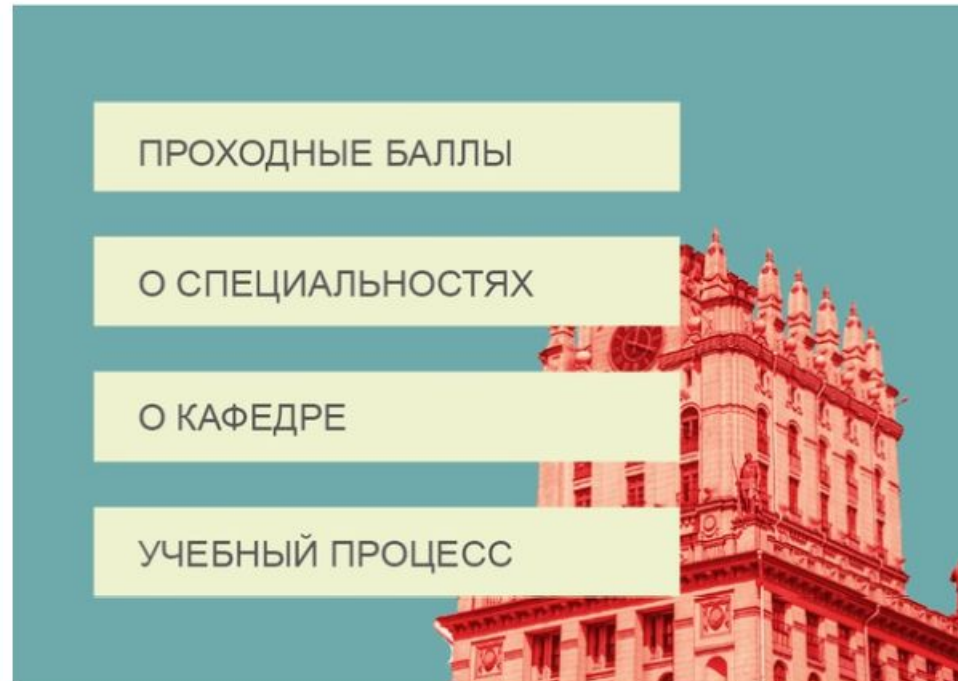 ПРОХОДНЫЕ БАЛЛЫ
О СПЕЦИАЛЬНОСТЯХ
О КАФЕДРЕ
УЧЕБНЫЙ ПРОЦЕСС